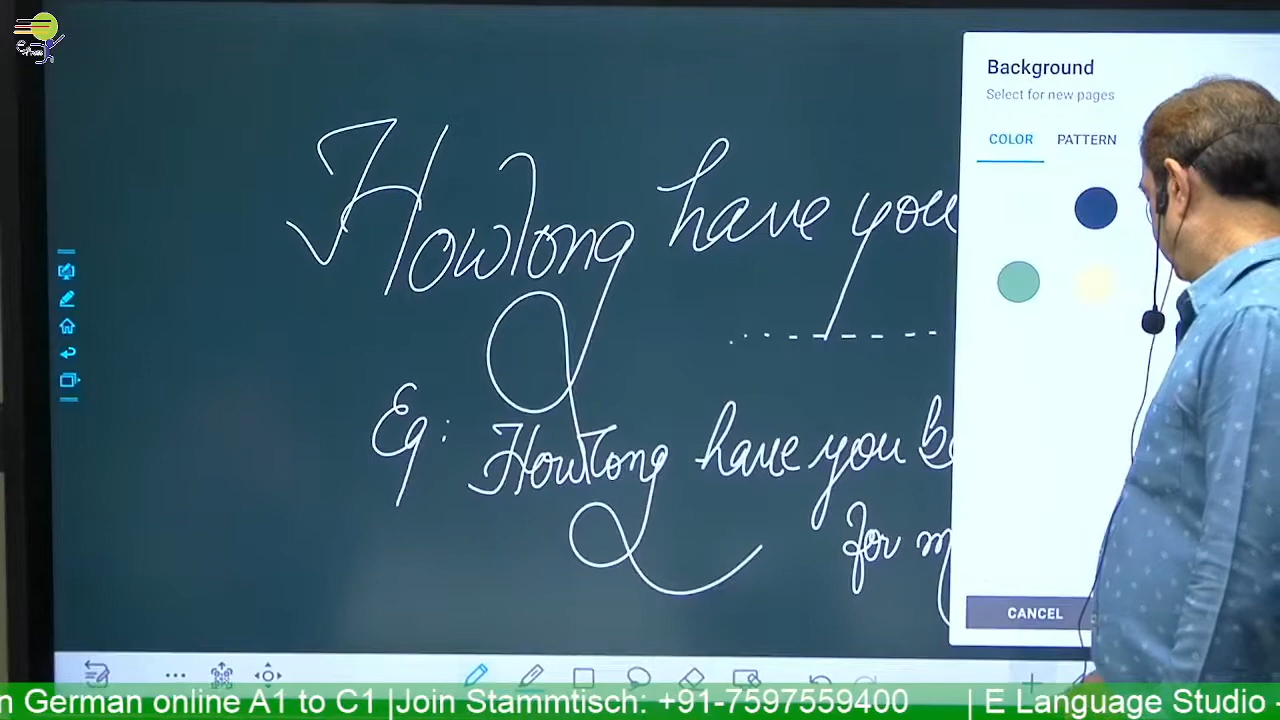 Background
Select for new pages
COLOR PATTERN
Howlong have you
Eg: Howlong have you
for
CANCEL
n German online A1 to C1 |Join Stammtisch: +91-7597559400 | E Language Studio